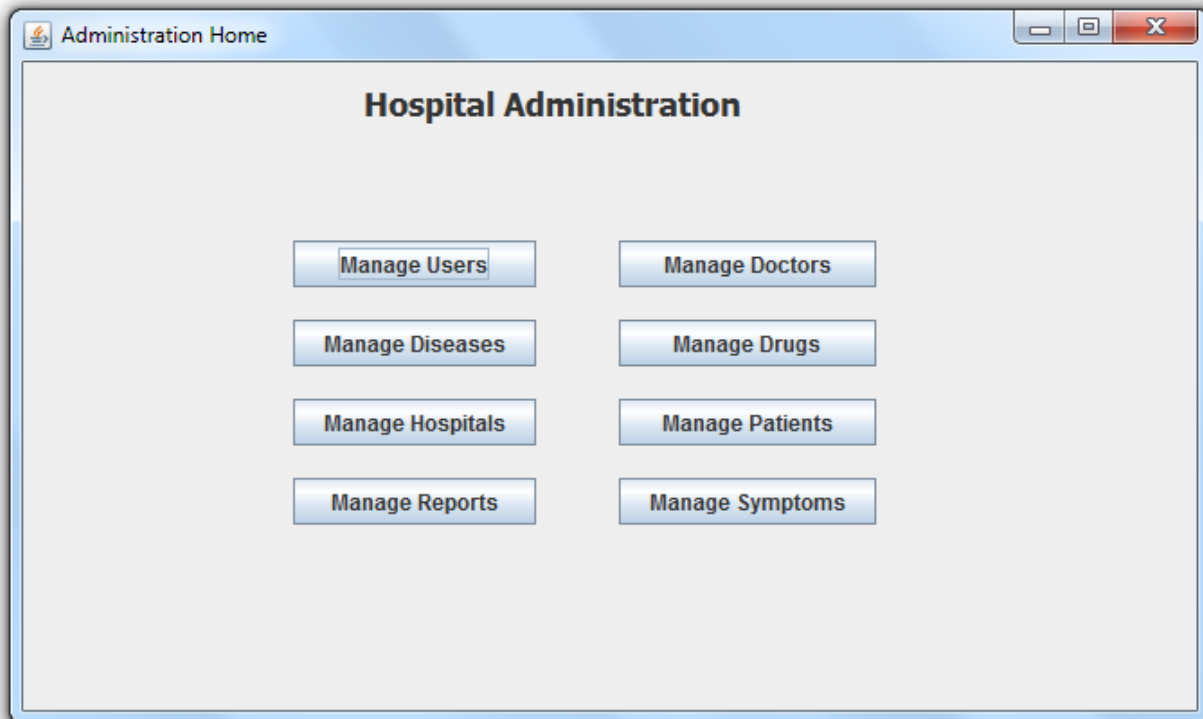 Administration Home
Hospital Administration
Manage Users
Manage Doctors
Manage Diseases
Manage Drugs
Manage Hospitals
Manage Patients
Manage Reports
Manage Symptoms